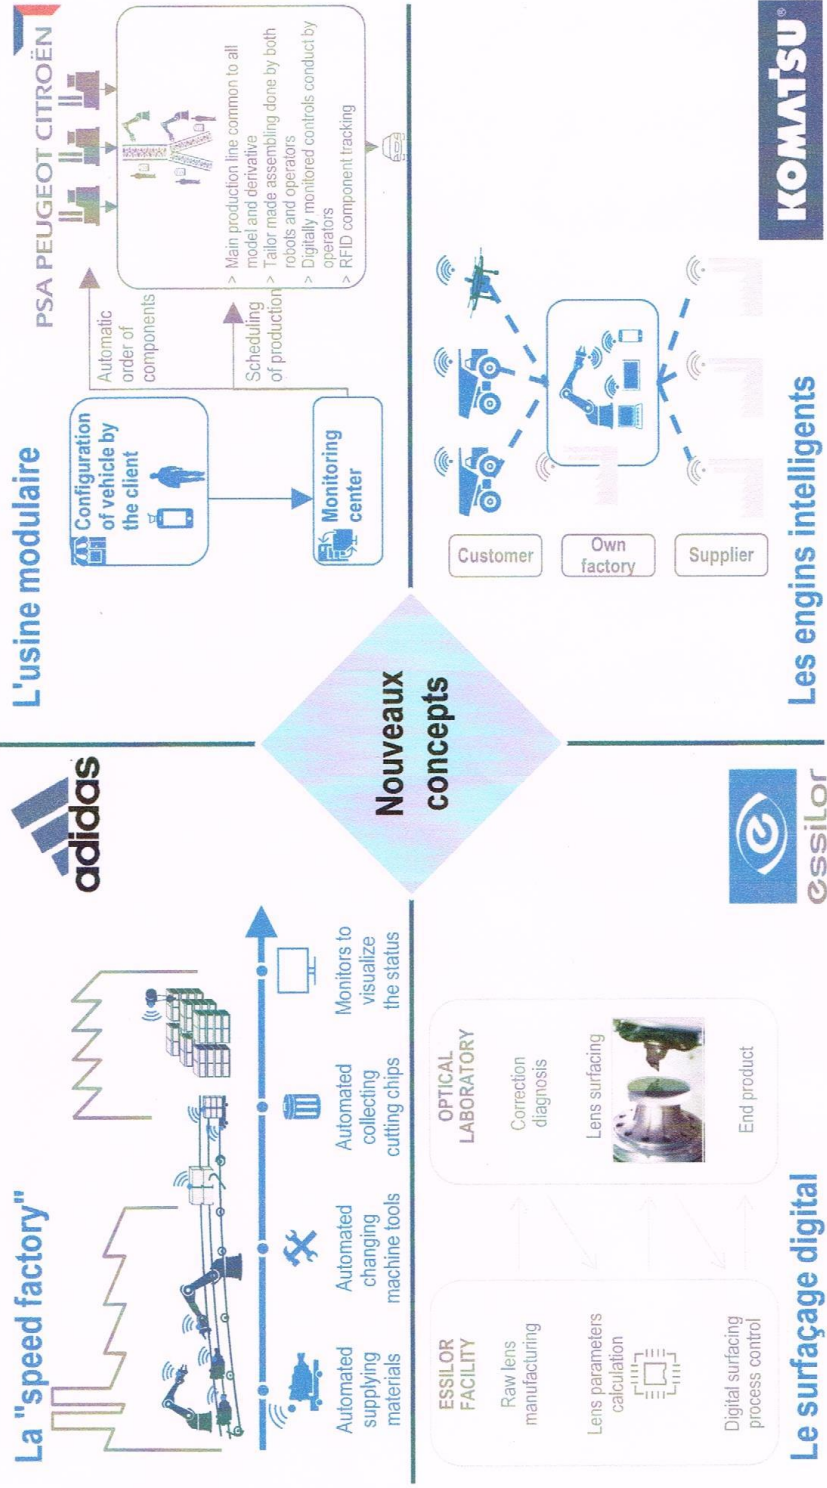 La "speed factory"
adidas
Automated
supplying
materials
Automated
changing
machine tools
Automated
collecting
cutting chips
Monitors to
visualize
the status
L'usine modulaire
PSA PEUGEOT CITROËN
Configuration
of vehicle by
the client
Monitoring
center
Automatic
order of
components
Scheduling
of production
> Main production line common to all
model and derivative
> Tailor made assembling done by both
robots and operators
> Digitally monitored controls conduct by
operators
> RFID component tracking
Nouveaux
concepts
ESSILOR
FACILITY
Raw lens
manufacturing
Lens parameters
calculation
Digital surfacing
process control
OPTICAL
LABORATORY
Correction
diagnosis
Lens surfacing
End product
essilor
Le surfaçage digital
Customer
Own
factory
Supplier
Les engins intelligents
KOMATSU